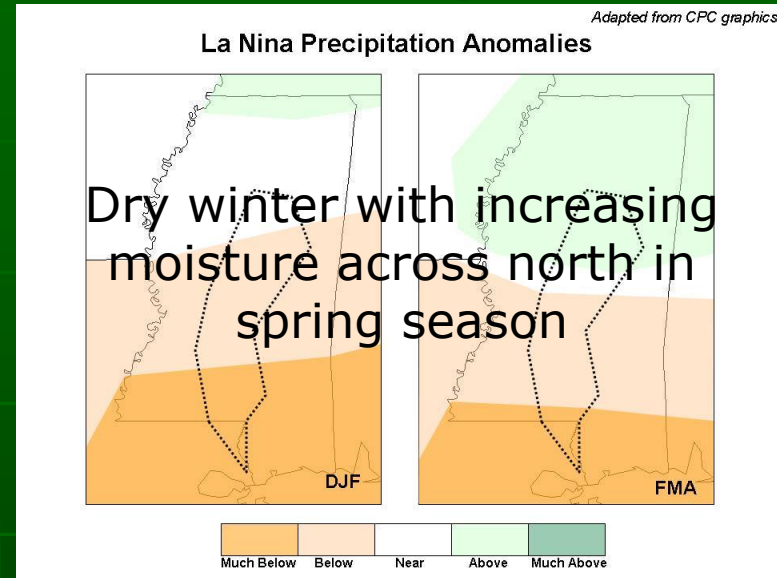 Adapted from CPC graphics
La Nina Precipitation Anomalies
Dry winter with increasing
moisture across north in
spring season
DJF
FMA
Much Below Below Near Above Much Above